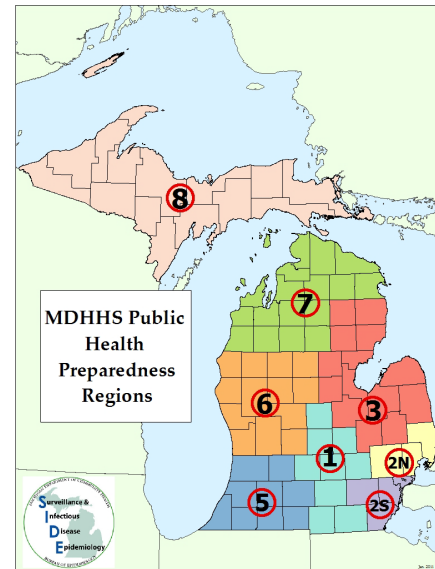 8
7
MDHHS Public
Health
Preparedness
Regions
6
3
1
2N
5
2S
Surveillance &
Infectious
Disease
Epidemiology